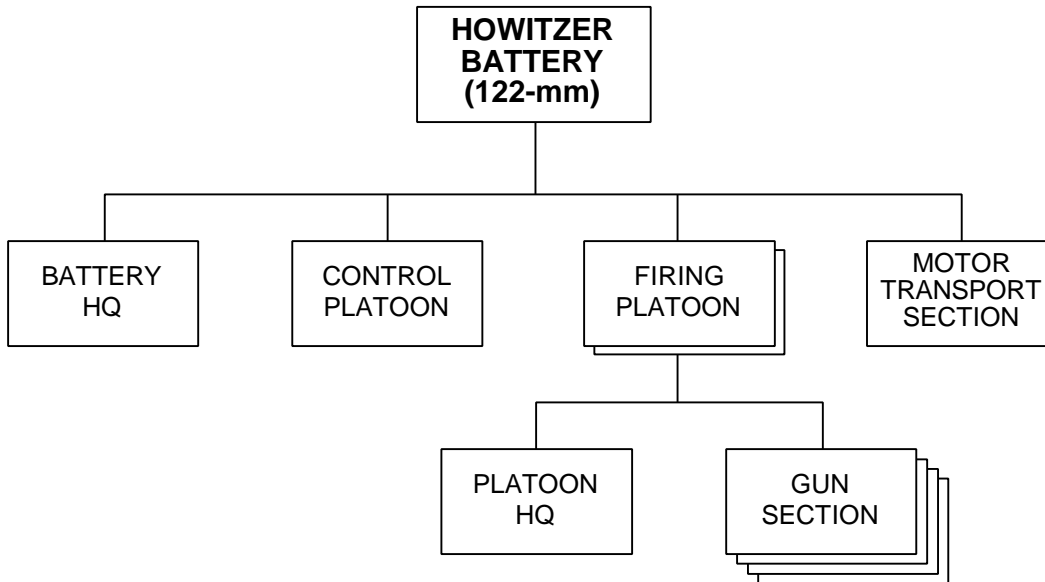 HOWITZER
BATTERY
(122-mm)
BATTERY
HQ
CONTROL
PLATOON
FIRING
PLATOON
MOTOR
TRANSPORT
SECTION
PLATOON
HQ
GUN
SECTION